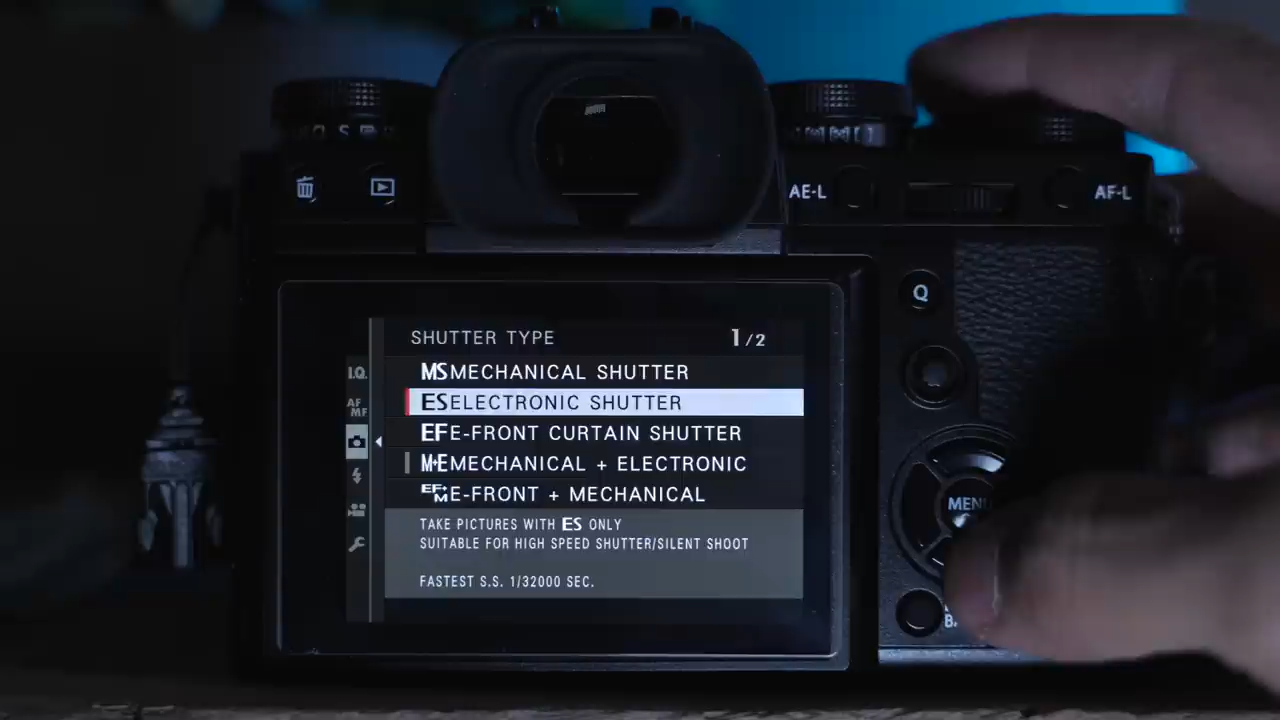 AE-L
AF-L
Q
SHUTTER TYPE 1/2
I.Q.
AF
MF
MS MECHANICAL SHUTTER
ES ELECTRONIC SHUTTER
EF E-FRONT CURTAIN SHUTTER
M+E MECHANICAL + ELECTRONIC
EF+M E-FRONT + MECHANICAL
TAKE PICTURES WITH ES ONLY
SUITABLE FOR HIGH SPEED SHUTTER/SILENT SHOOT
FASTEST S.S. 1/32000 SEC.
MENU